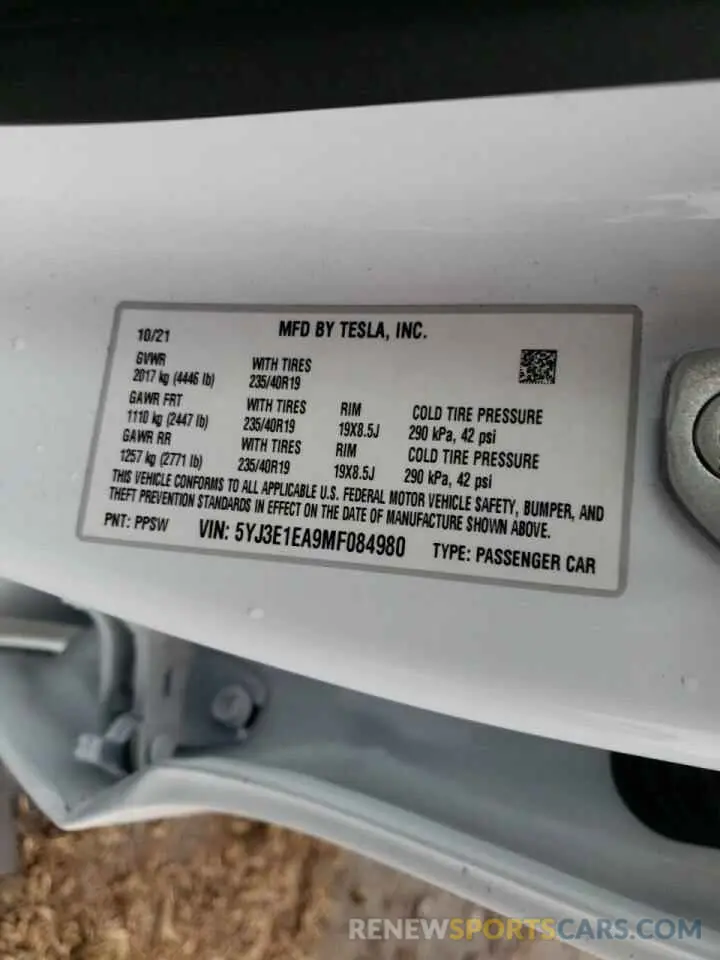 10/21 MFD BY TESLA, INC.
GVWR WITH TIRES
2017 kg (4446 lb) 235/40R19
GAWR FRT WITH TIRES RIM COLD TIRE PRESSURE
1110 kg (2447 lb) 235/40R19 19X8.5J 290 kPa, 42 psi
GAWR RR WITH TIRES RIM COLD TIRE PRESSURE
1257 kg (2771 lb) 235/40R19 19X8.5J 290 kPa, 42 psi
THIS VEHICLE CONFORMS TO ALL APPLICABLE U.S. FEDERAL MOTOR VEHICLE SAFETY, BUMPER, AND
THEFT PREVENTION STANDARDS IN EFFECT ON THE DATE OF MANUFACTURE SHOWN ABOVE.
PNT: PPSW VIN: 5YJ3E1EA9MF084980 TYPE: PASSENGER CAR
RENEWSPORTSCARS.COM